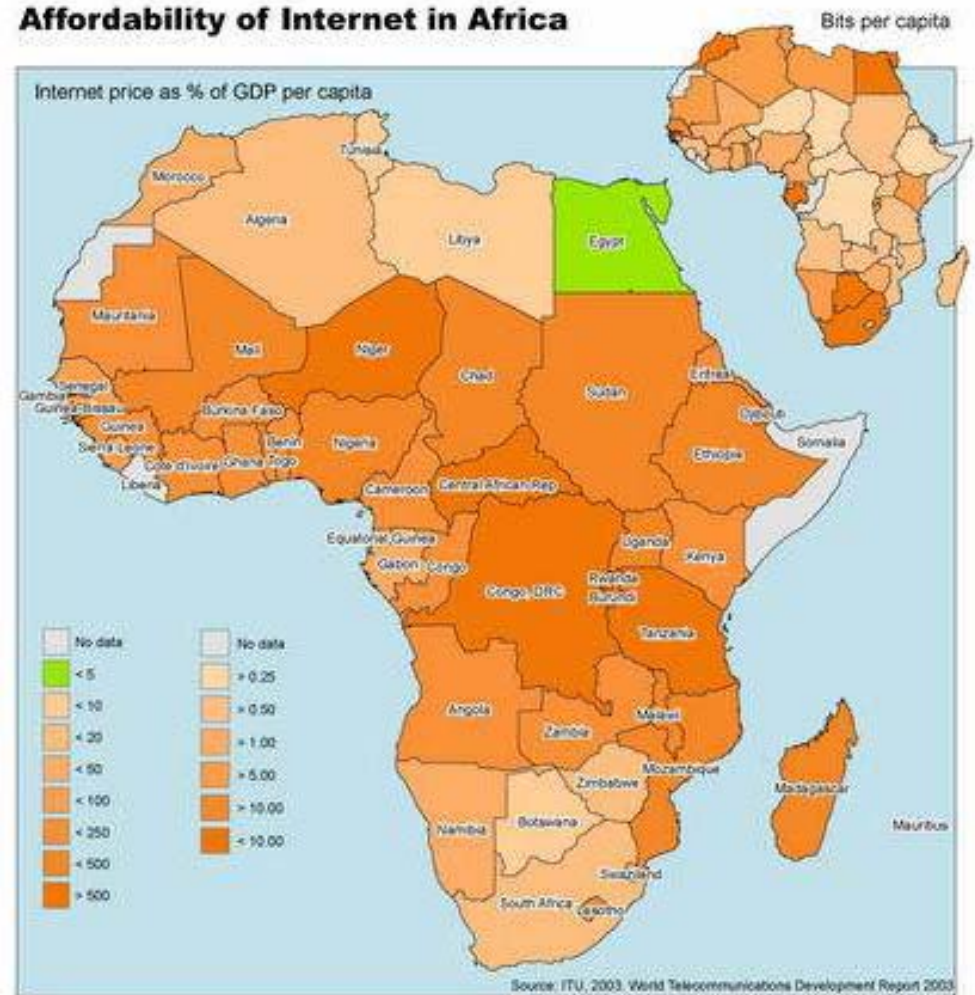 Affordability of Internet in Africa
Bits per capita
Internet price as % of GDP per capita
Tunisia
Morocco
Algeria
Libya
Egypt
Mauritania
Mali
Niger
Chad
Sudan
Eritrea
Senegal
Gambia
Guinea-Bissau
Burkina Faso
Djibouti
Guinea
Benin
Nigeria
Somalia
Sierra Leone
Ethiopia
Cote d'Ivoire
Ghana
Togo
Liberia
Cameroon
Central African Rep
Equatorial Guinea
Uganda
Kenya
Gabon
Congo
Rwanda
Congo, DRC
Burundi
Tanzania
No data
No data
< 5
> 0.25
< 10
> 0.50
< 20
> 1.00
< 50
> 5.00
< 100
> 10.00
< 250
< 10.00
< 500
> 500
Angola
Malawi
Zambia
Mozambique
Zimbabwe
Madagascar
Botswana
Namibia
Mauritius
Swaziland
South Africa
Lesotho
Source: ITU, 2003. World Telecommunications Development Report 2003